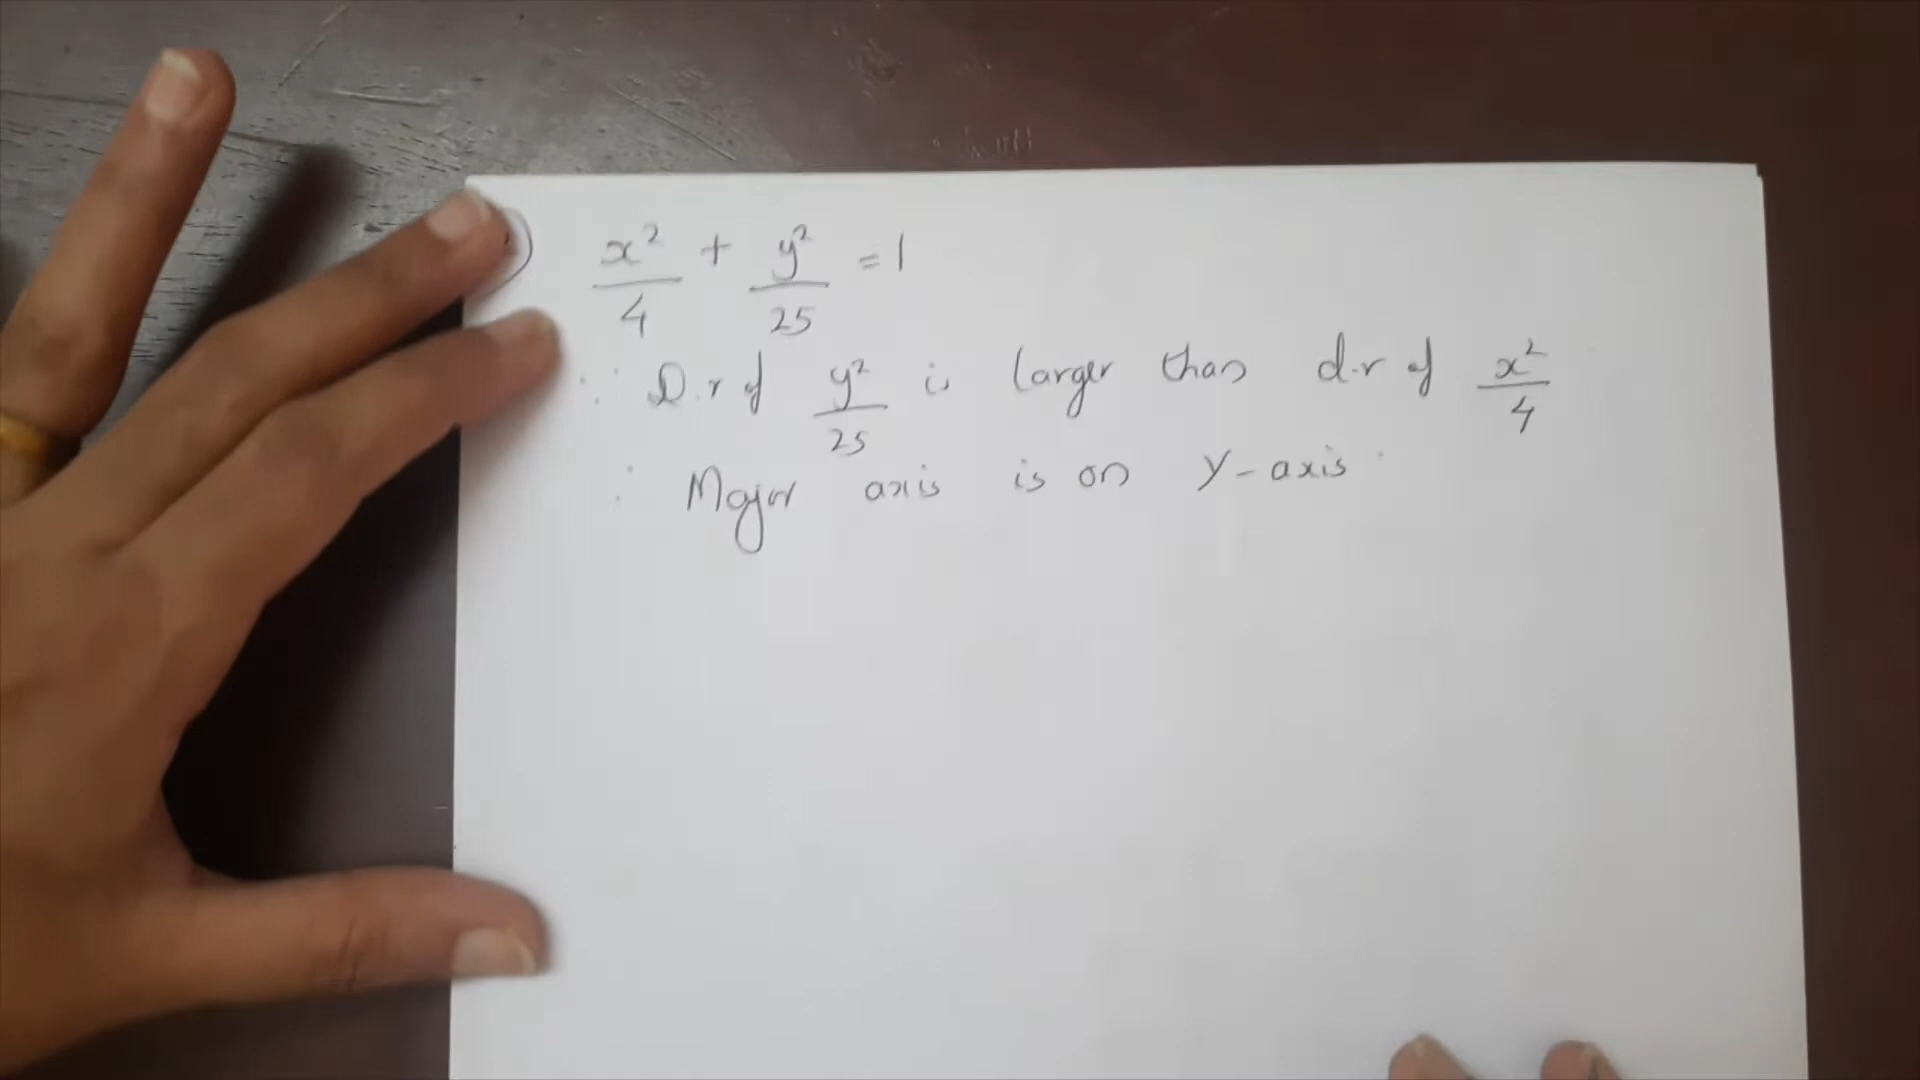 x²/4 + y²/25 = 1
∵ D.r of y²/25 is larger than d.r of x²/4
∴ Major axis is on y-axis.